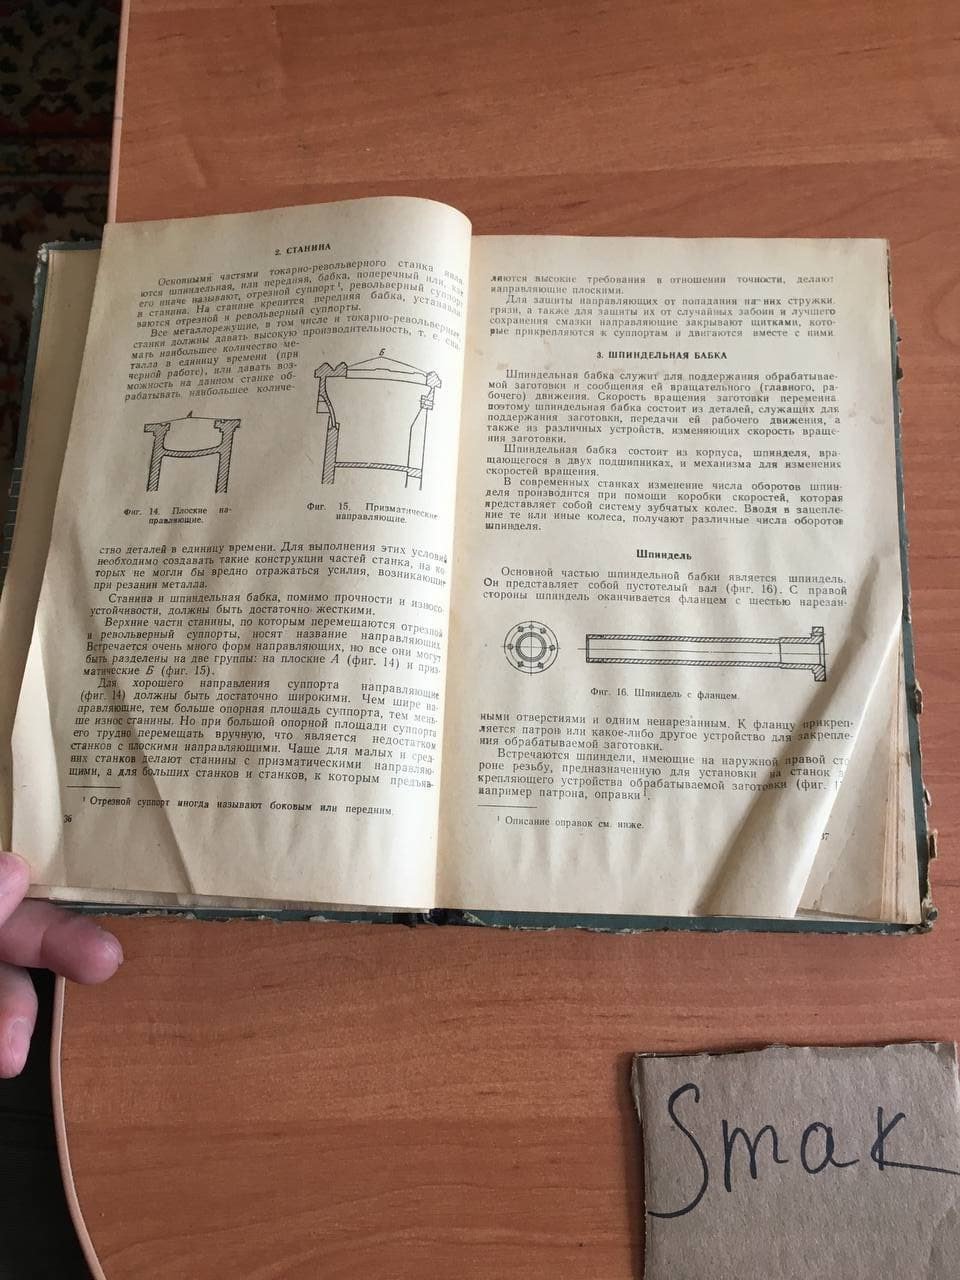 2. СТАНИНА
Основными частями токарно-револьверного станка
ются шпиндельная, или передняя, бабка, поперечный или, как
его иначе называют, отрезной суппорт¹, револьверный суппорт
и станина. На станине крепится передняя бабка,
ваются отрезной и револьверный суппорты.
Все металлорежущие, в том числе и токарно-револьверные
станки должны давать высокую производительность, т. е.
мать наибольшее количество ме-
талла в единицу времени (при
черной работе), или давать воз-
можность на данном станке об-
рабатывать наибольшее количе-
А
Б
Фиг. 14. Плоские на-
правляющие.
Фиг. 15. Призматические
направляющие.
ство деталей в единицу времени. Для выполнения этих условий
необходимо создавать такие конструкции частей станка, на ко-
торых не могли бы вредно отражаться усилия, возникающие
при резании металла.
Станина и шпиндельная бабка, помимо прочности и износо-
устойчивости, должны быть достаточно жесткими.
Верхние части станины, по которым перемещаются отрезной
и револьверный суппорты, носят название направляющих.
Встречается очень много форм направляющих, но все они могут
быть разделены на две группы: на плоские А (фиг. 14) и приз-
матические Б (фиг. 15).
Для хорошего направления суппорта направляющие
(фиг. 14) должны быть достаточно широкими. Чем шире на-
правляющие, тем больше опорная площадь суппорта, тем мень-
ше износ станины. Но при большой опорной площади суппорта
его трудно перемещать вручную, что является недостатком
станков с плоскими направляющими. Чаще для малых и сред-
них станков делают станины с призматическими направляю-
щими, а для больших станков и станков, к которым предъяв-
¹ Отрезной суппорт иногда называют боковым или передним.
36
ляются высокие требования в отношении точности, делают
направляющие плоскими.
Для защиты направляющих от попадания на них стружки,
грязи, а также для защиты их от случайных забоин и лучшего
сохранения смазки направляющие закрывают щитками, кото-
рые прикрепляются к суппортам и двигаются вместе с ними.
3. ШПИНДЕЛЬНАЯ БАБКА
Шпиндельная бабка служит для поддержания обрабатывае-
мой заготовки и сообщения ей вращательного (главного, ра-
бочего) движения. Скорость вращения заготовки переменна,
поэтому шпиндельная бабка состоит из деталей, служащих для
поддержания заготовки, передачи ей рабочего движения, а
также из различных устройств, изменяющих скорость враще-
ния заготовки.
Шпиндельная бабка состоит из корпуса, шпинделя, вра-
щающегося в двух подшипниках, и механизма для изменения
скоростей вращения.
В современных станках изменение числа оборотов шпин-
деля производится при помощи коробки скоростей, которая
представляет собой систему зубчатых колес. Вводя в зацепле-
ние те или иные колеса, получают различные числа оборотов
шпинделя.
Шпиндель
Основной частью шпиндельной бабки является шпиндель.
Он представляет собой пустотелый вал (фиг. 16). С правой
стороны шпиндель оканчивается фланцем с шестью нарезан-
Фиг. 16. Шпиндель с фланцем.
ными отверстиями и одним ненарезанным. К фланцу прикреп-
ляется патрон или какое-либо другое устройство для закрепле-
ния обрабатываемой заготовки.
Встречаются шпиндели, имеющие на наружной правой сто-
роне резьбу, предназначенную для установки на станок
крепляющего устройства обрабатываемой заготовки (фиг.
например патрона, оправки¹.
¹ Описание оправок см. ниже.
37
Smak